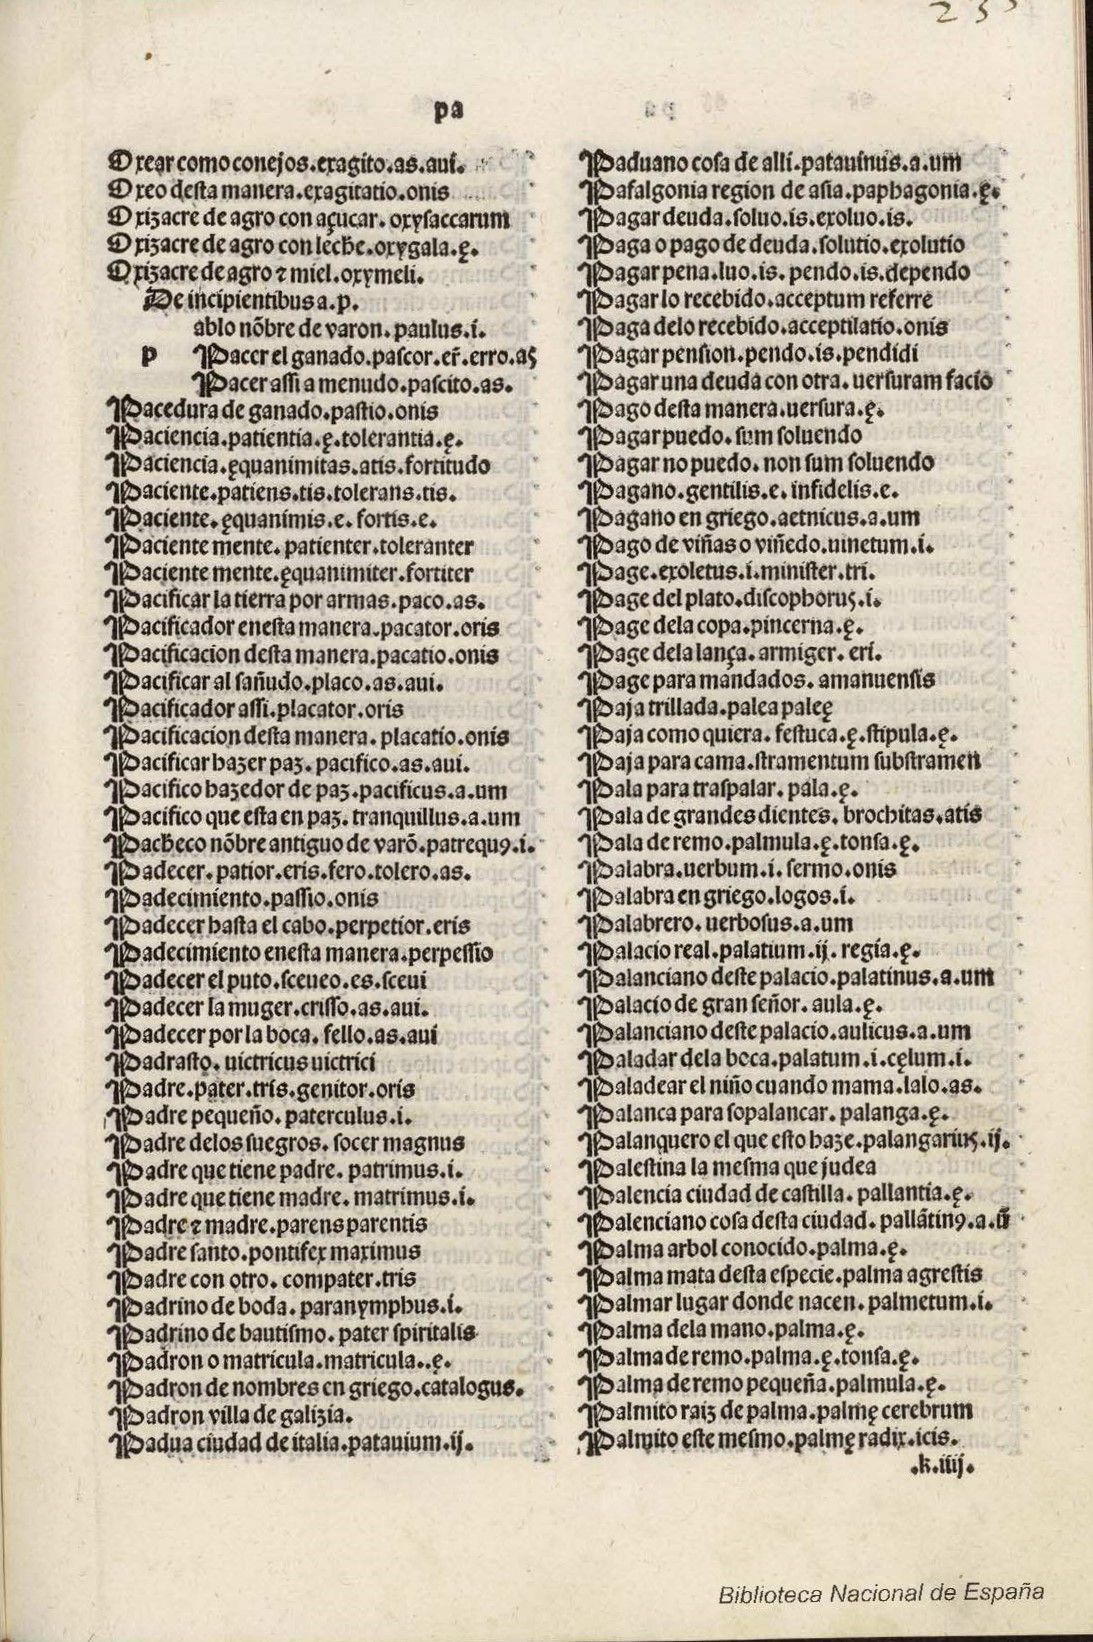 pa
Oxear como conejos.exagito.as.aui.
Oxeo desta manera.exagitatio.onis
Oxizacre de agro con açucar.oxysaccarum
Oxizacre de agro con leche.oxygala.ę.
Oxizacre de agro ⁊ miel.oxymeli.
De incipientibus a.p.
ablo nõbre de varon.paulus.i.
p Pacer el ganado.pascor.er̃.erro.as
Pacer assi a menudo.pascito.as.
Pacedura de ganado.pastio.onis
Paciencia.patientia.ę.tolerantia.ę.
Paciencia.ęquanimitas.atis.fortitudo
Paciente.patiens.tis.tolerans.tis.
Paciente.ęquanimis.e.fortis.e.
Paciente mente.patienter.toleranter
Paciente mente.ęquanimiter.fortiter
Pacificar la tierra por armas.paco.as.
Pacificador enesta manera.pacator.oris
Pacificacion desta manera.pacatio.onis
Pacificar al sañudo.placo.as.aui.
Pacificador assi.placator.oris
Pacificacion desta manera.placatio.onis
Pacificar hazer paz.pacifico.as.aui.
Pacifico hazedor de paz.pacificus.a.um
Pacifico que esta en paz.tranquillus.a.um
Pacheco nõbre antiguo de varõ.patrequꝯ.i.
Padecer.patior.eris.fero.tolero.as.
Padecimiento.passio.onis
Padecer hasta el cabo.perpetior.eris
Padecimiento enesta manera.perpessio
Padecer el puto.sceueo.es.sceui
Padecer la muger.crisso.as.aui.
Padecer por la boca.fello.as.aui
Padrasto.uictricus uictrici
Padre.pater.tris.genitor.oris
Padre pequeño.paterculus.i.
Padre delos suegros.socer magnus
Padre que tiene padre.patrimus.i.
Padre que tiene madre.matrimus.i.
Padre ⁊ madre.parens parentis
Padre santo.pontifex maximus
Padre con otro.compater.tris
Padrino de boda.paranymphus.i.
Padrino de bautismo.pater spiritalis
Padron o matricula.matricula..ę.
Padron de nombres en griego.catalogus.
Padron villa de galizia.
Padua ciudad de italia.patauium.ij.
Paduano cosa de alli.patauinus.a.um
Pafalgonia region de asia.paphagonia.ę.
Pagar deuda.soluo.is.exoluo.is.
Paga o pago de deuda.solutio.exolutio
Pagar pena.luo.is.pendo.is.dependo
Pagar lo recebido.acceptum referre
Paga delo recebido.acceptilatio.onis
Pagar pension.pendo.is.pendidi
Pagar una deuda con otra.uersuram facio
Pago desta manera.uersura.ę.
Pagar puedo.sum soluendo
Pagar no puedo.non sum soluendo
Pagano.gentilis.e.infidelis.e.
Pagano en griego.aetnicus.a.um
Pago de viñas o viñedo.uinetum.i.
Page.exoletus.i.minister.tri.
Page del plato.discophorus.i.
Page dela copa.pincerna.ę.
Page dela lança.armiger.eri.
Page para mandados.amanuensis
Paja trillada.palea paleę
Paja como quiera.festuca.ę.stipula.ę.
Paja para cama.stramentum substramen
Pala para traspalar.pala.ę.
Pala de grandes dientes.brochitas.atis
Pala de remo.palmula.ę.tonsa.ę.
Palabra.uerbum.i.sermo.onis
Palabra en griego.logos.i.
Palabrero.uerbosus.a.um
Palacio real.palatium.ij.regia.ę.
Palanciano deste palacio.palatinus.a.um
Palacio de gran señor.aula.ę.
Palanciano deste palacio.aulicus.a.um
Paladar dela boca.palatum.i.cęlum.i.
Paladear el niño cuando mama.lalo.as.
Palanca para sopalancar.palanga.ę.
Palanquero el que esto haze.palangarius.ij.
Palestina la mesma que judea
Palencia ciudad de castilla.pallantia.ę.
Palenciano cosa desta ciudad.pallãtinꝯ.a.ũ
Palma arbol conocido.palma.ę.
Palma mata desta especie.palma agrestis
Palmar lugar donde nacen.palmetum.i.
Palma dela mano.palma.ę.
Palma de remo.palma.ę.tonsa.ę.
Palma de remo pequeña.palmula.ę.
Palmito raiz de palma.palmę cerebrum
Palmito este mesmo.palmę radix.icis.
.k.iiij.
Biblioteca Nacional de España